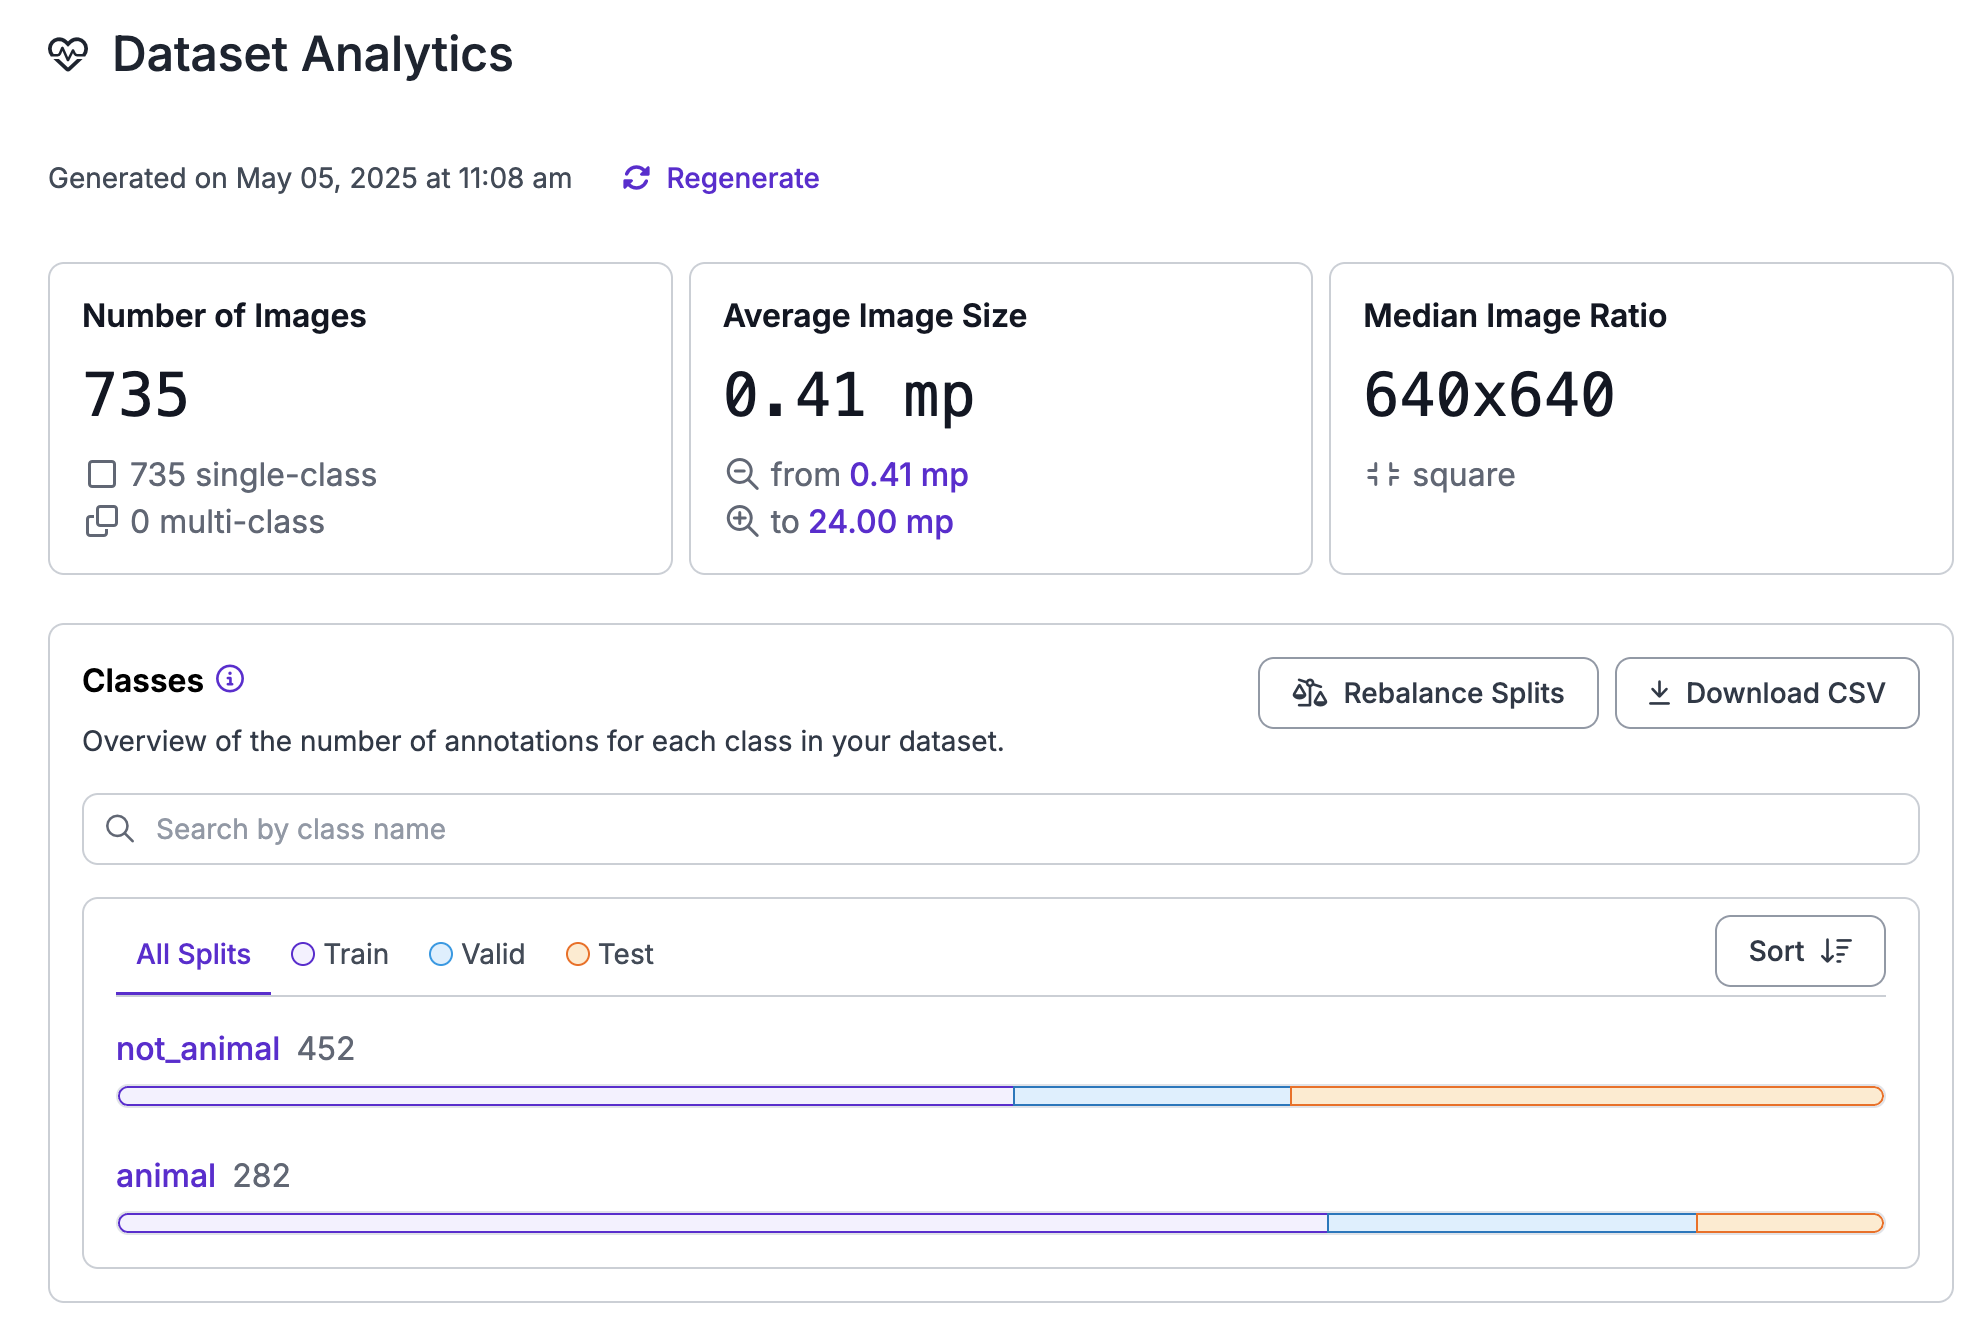 Dataset Analytics
Generated on May 05, 2025 at 11:08 am Regenerate
Number of Images
735
735 single-class
0 multi-class
Average Image Size
0.41 mp
from 0.41 mp
to 24.00 mp
Median Image Ratio
640x640
square
Classes
Rebalance Splits Download CSV
Overview of the number of annotations for each class in your dataset.
Search by class name
All Splits Train Valid Test Sort
not_animal 452
animal 282